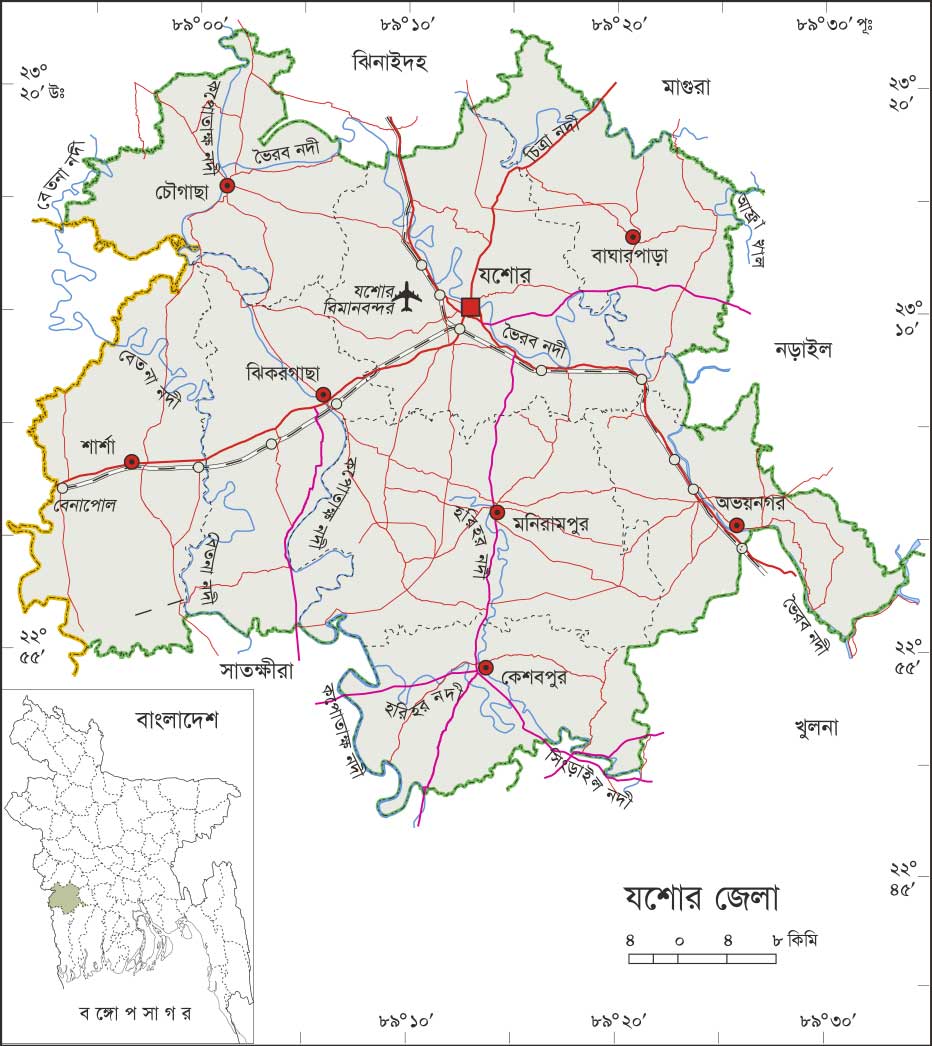 ৮৯°০০′
৮৯°১০′
৮৯°২০′
৮৯°৩০′ পূঃ
ঝিনাইদহ
মাগুরা
২৩°
২০′ উঃ
২৩°
২০′
কপোতাক্ষ নদী
ভৈরব নদী
চিত্রা নদী
বেতনা নদী
চৌগাছা
আফ্রা খাল
বাঘারপাড়া
যশোর
যশোর
বিমানবন্দর
২৩°
১০′
ভৈরব নদী
নড়াইল
বেতনা নদী
ঝিকরগাছা
শার্শা
বেনাপোল
কপোতাক্ষ নদী
অভয়নগর
মনিরামপুর
হরিহর নদী
বেতনা নদী
ভৈরব নদী
২২°
৫৫′
২২°
৫৫′
সাতক্ষীরা
কেশবপুর
কপোতাক্ষ নদী
হরিহর নদী
খুলনা
সিংড়াইল নদী
বাংলাদেশ
২২°
৪৫′
যশোর জেলা
৪ ০ ৪ ৮ কিমি
বঙ্গোপসাগর
৮৯°১০′
৮৯°২০′
৮৯°৩০′